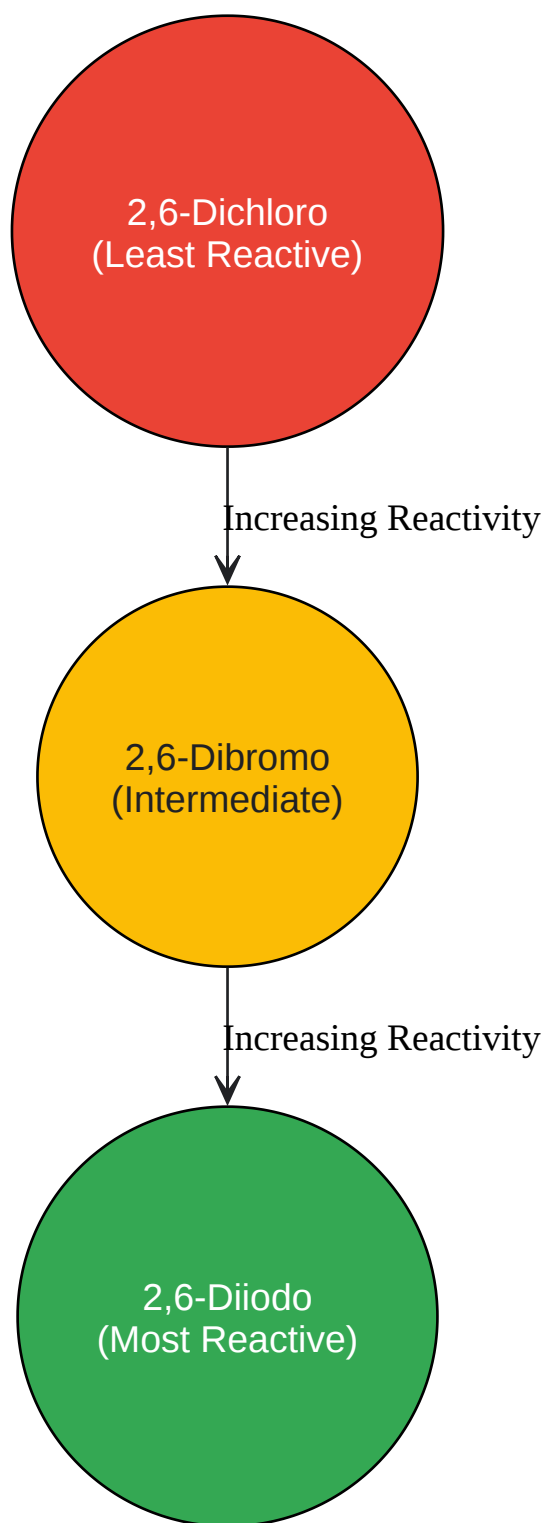 2,6-Dichloro
(Least Reactive)
Increasing Reactivity
2,6-Dibromo
(Intermediate)
Increasing Reactivity
2,6-Diiodo
(Most Reactive)